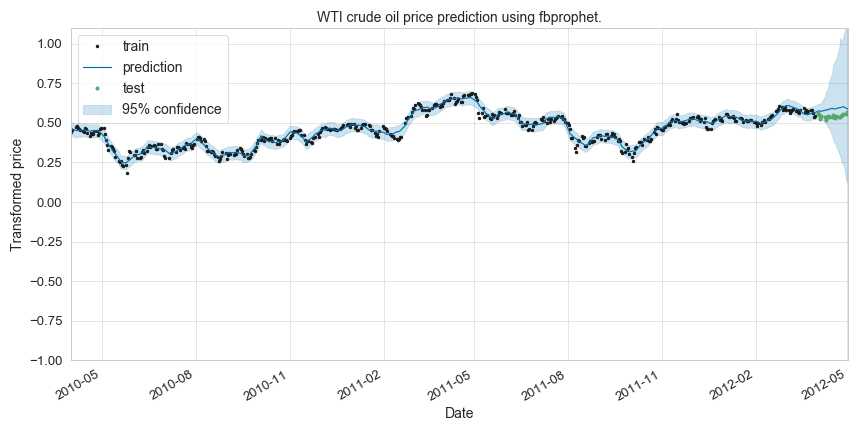 WTI crude oil price prediction using fbprophet.
train
prediction
test
95% confidence
Transformed price
1.00
0.75
0.50
0.25
0.00
−0.25
−0.50
−0.75
−1.00
2010-05
2010-08
2010-11
2011-02
2011-05
2011-08
2011-11
2012-02
2012-05
Date